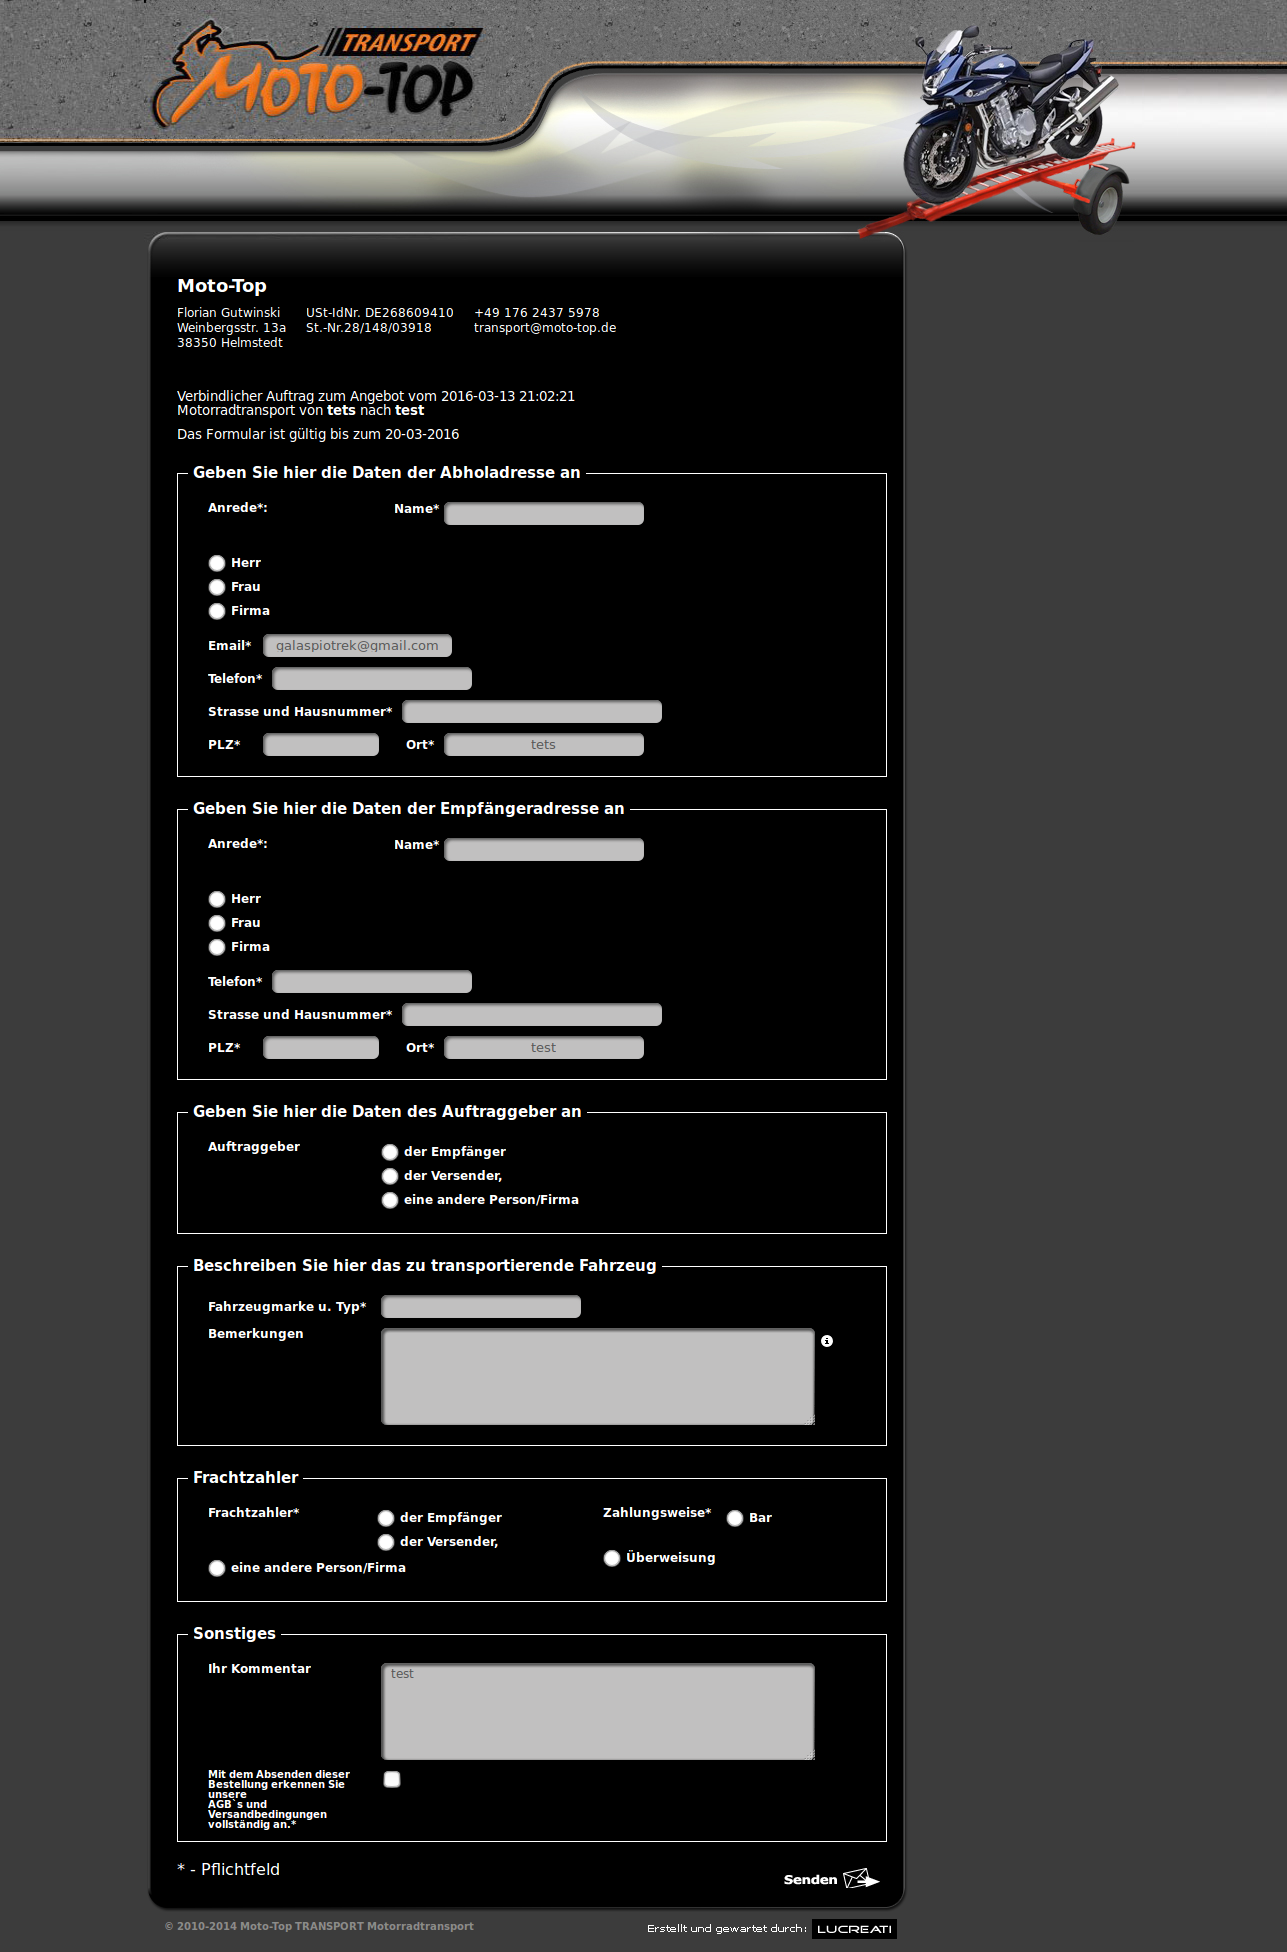 TRANSPORT
MOTO-TOP
Moto-Top
Florian Gutwinski USt-IdNr. DE268609410 +49 176 2437 5978
Weinbergsstr. 13a St.-Nr.28/148/03918 transport@moto-top.de
38350 Helmstedt
Verbindlicher Auftrag zum Angebot vom 2016-03-13 21:02:21
Motorradtransport von tets nach test
Das Formular ist gültig bis zum 20-03-2016
Geben Sie hier die Daten der Abholadresse an
Anrede*: Name*
Herr
Frau
Firma
Email* galaspiotrek@gmail.com
Telefon*
Strasse und Hausnummer*
PLZ* Ort* tets
Geben Sie hier die Daten der Empfängeradresse an
Anrede*: Name*
Herr
Frau
Firma
Telefon*
Strasse und Hausnummer*
PLZ* Ort* test
Geben Sie hier die Daten des Auftraggeber an
Auftraggeber der Empfänger
der Versender,
eine andere Person/Firma
Beschreiben Sie hier das zu transportierende Fahrzeug
Fahrzeugmarke u. Typ*
Bemerkungen
Frachtzahler
Frachtzahler* der Empfänger Zahlungsweise* Bar
der Versender,
Überweisung
eine andere Person/Firma
Sonstiges
Ihr Kommentar test
Mit dem Absenden dieser
Bestellung erkennen Sie
unsere
AGB`s und
Versandbedingungen
vollständig an.*
* - Pflichtfeld
Senden
© 2010-2014 Moto-Top TRANSPORT Motorradtransport
Erstellt und gewartet durch: LUCREATI